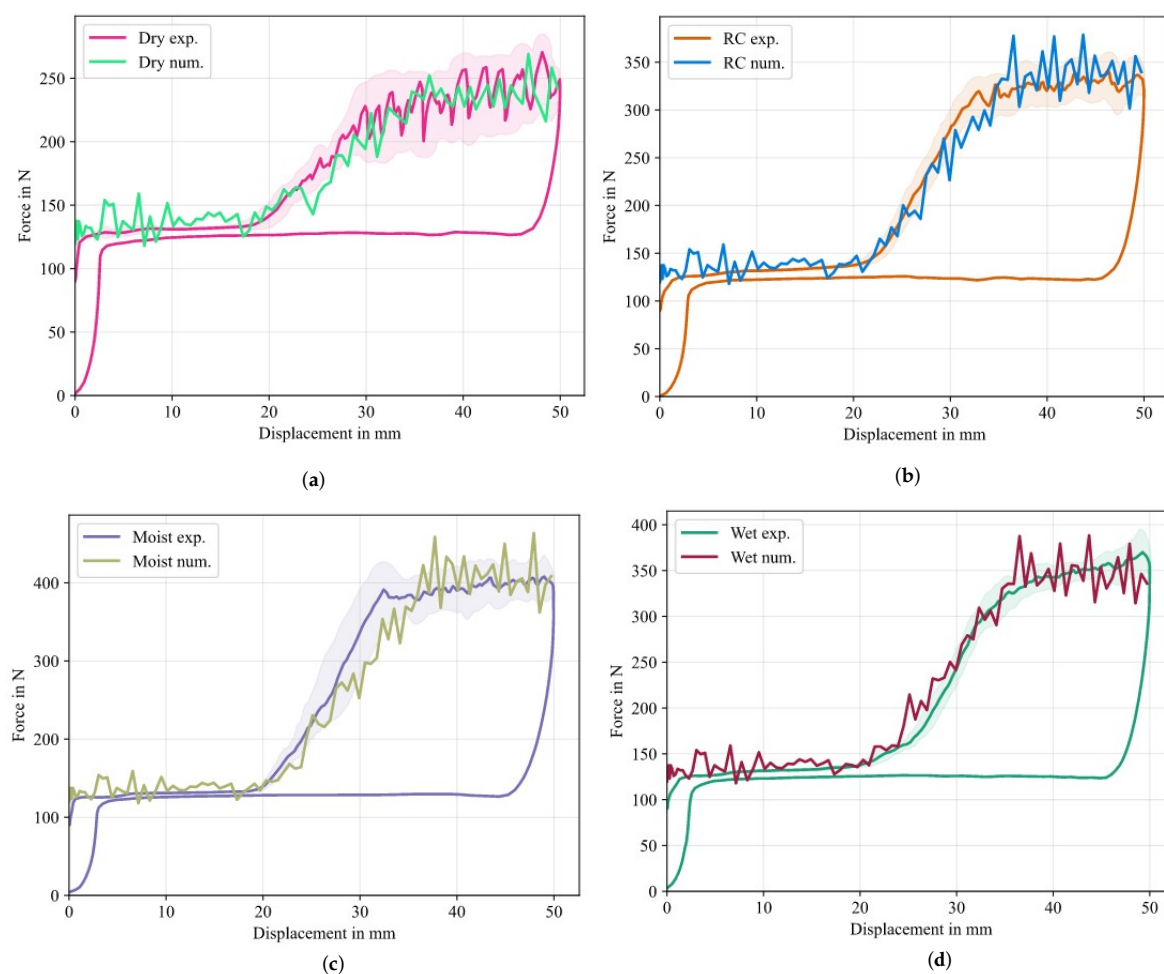 Dry exp.
Dry num.
Force in N
250
200
150
100
50
0
0 10 20 30 40 50
Displacement in mm
(a)
RC exp.
RC num.
Force in N
350
300
250
200
150
100
50
0
0 10 20 30 40 50
Displacement in mm
(b)
Moist exp.
Moist num.
Force in N
400
300
200
100
0
0 10 20 30 40 50
Displacement in mm
(c)
Wet exp.
Wet num.
Force in N
400
350
300
250
200
150
100
50
0
0 10 20 30 40 50
Displacement in mm
(d)